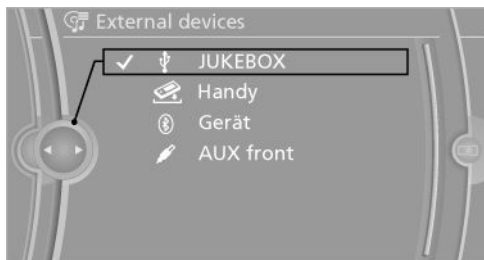 External devices
JUKEBOX
Handy
Gerät
AUX front